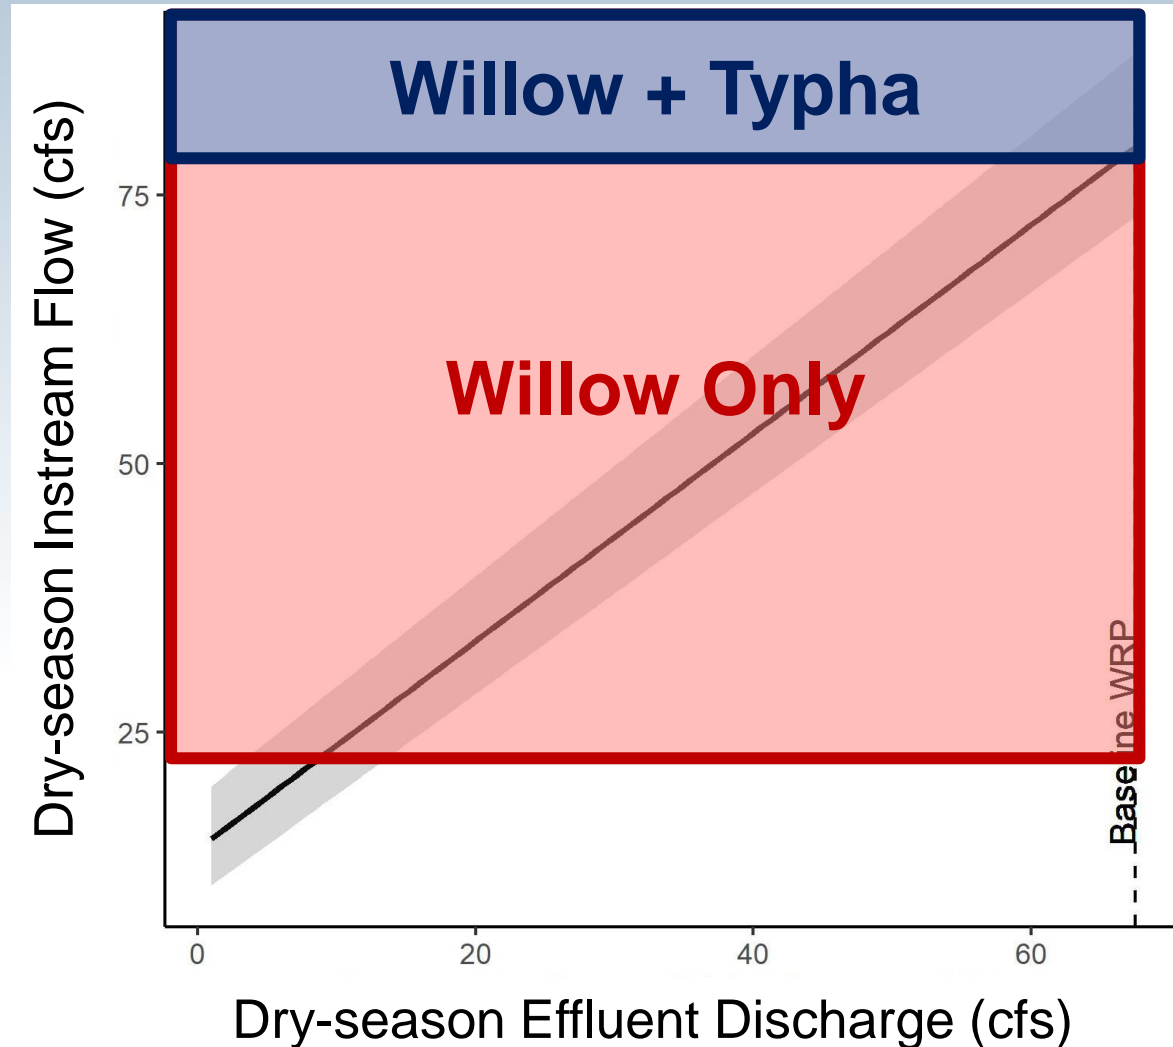 Dry-season Instream Flow (cfs)
Willow + Typha
75
Willow Only
50
25
Baseline WRP
0
20
40
60
Dry-season Effluent Discharge (cfs)